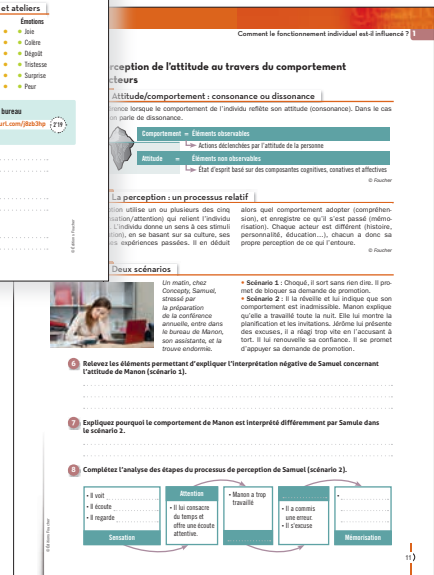 et ateliers
Émotions
Joie
Colère
Dégoût
Tristesse
Surprise
Peur
bureau
url.com/j8zb3hp 2'19
© Éditions Foucher
Comment le fonctionnement individuel est-il influencé ? 1
rception de l'attitude au travers du comportement
cteurs
Attitude/comportement : consonance ou dissonance
rence lorsque le comportement de l'individu reflète son attitude (consonance). Dans le cas
on parle de dissonance.
Comportement = Éléments observables
Actions déclenchées par l'attitude de la personne
Attitude = Éléments non observables
État d'esprit basé sur des composantes cognitives, conatives et affectives
© Foucher
La perception : un processus relatif
tion utilise un ou plusieurs des cinq
sation/attention) qui relient l'individu
L'individu donne un sens à ces stimuli
tion), en se basant sur sa culture, ses
es expériences passées. Il en déduit
alors quel comportement adopter (compréhen-
sion), et enregistre ce qu'il s'est passé (mémo-
risation). Chaque acteur est différent (histoire,
personnalité, éducation...), chacun a donc sa
propre perception de ce qui l'entoure.
© Foucher
Deux scénarios
Un matin, chez
Concepty, Samuel,
stressé par
la préparation
de la conférence
annuelle, entre dans
le bureau de Manon,
son assistante, et la
trouve endormie.
• Scénario 1 : Choqué, il sort sans rien dire. Il pro-
met de bloquer sa demande de promotion.
• Scénario 2 : Il la réveille et lui indique que son
comportement est inadmissible. Manon explique
qu'elle a travaillé toute la nuit. Elle lui montre la
planification et les invitations. Jérôme lui présente
des excuses, il a réagi trop vite en l'accusant à
tort. Il lui renouvelle sa confiance. Il se promet
d'appuyer sa demande de promotion.
6 Relevez les éléments permettant d'expliquer l'interprétation négative de Samuel concernant
l'attitude de Manon (scénario 1).
7 Expliquez pourquoi le comportement de Manon est interprété différemment par Samule dans
le scénario 2.
8 Complétez l'analyse des étapes du processus de perception de Samuel (scénario 2).
• Il voit
• Il écoute
• Il regarde
Sensation
Attention
• Il lui consacre
du temps et
offre une écoute
attentive.
• Manon a trop
travaillé
• Il a commis
une erreur.
• Il s'excuse
•
Mémorisation
© Éditions Foucher
11